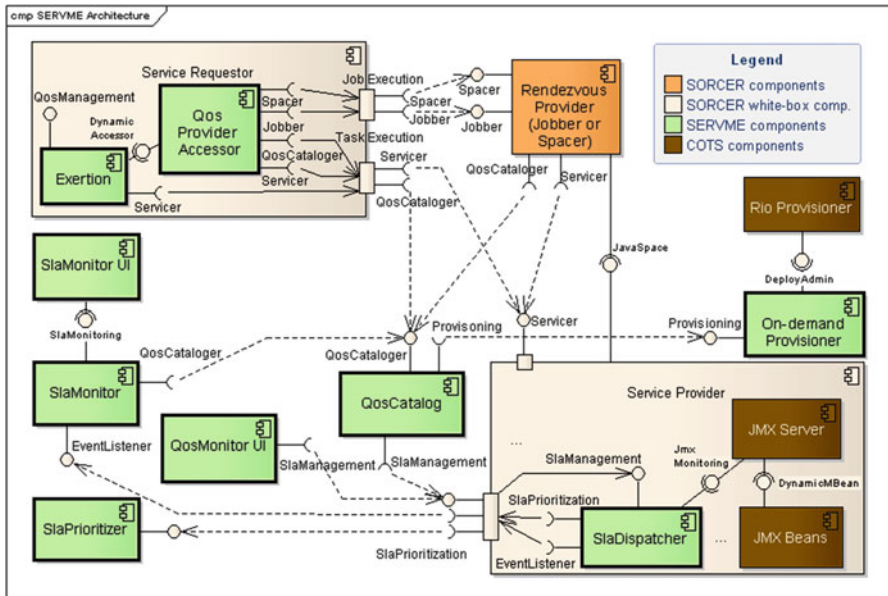 cmp SERVME Architecture
Service Requestor
QosManagement
Dynamic
Accessor
Qos
Provider
Accessor
Exertion
Spacer
Jobber
QosCataloger
Servicer
Servicer
Job Execution
Spacer
Jobber
Task Execution
Servicer
QosCataloger
Spacer
Jobber
Rendezvous
Provider
(Jobber or
Spacer)
QosCataloger
Servicer
Legend
SORCER components
SORCER white-box comp.
SERVME components
COTS components
Rio Provisioner
DeployAdmin
On-demand
Provisioner
JavaSpace
SlaMonitor UI
SlaMonitoring
SlaMonitor
QosCataloger
EventListener
QosCataloger
Provisioning
Servicer
Provisioning
QosCatalog
QosMonitor UI
SlaManagement
SlaManagement
SlaPrioritizer
SlaPrioritization
Service Provider
...
SlaManagement
Jmx
Monitoring
JMX Server
DynamicMBean
SlaPrioritization
EventListener
SlaDispatcher
...
JMX Beans